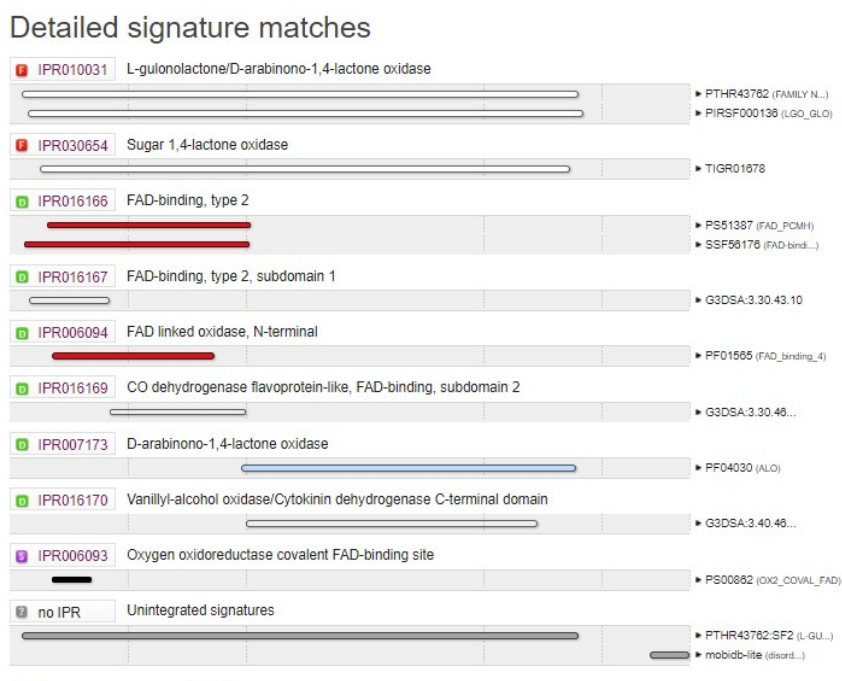 Detailed signature matches
F IPR010031 L-gulonolactone/D-arabinono-1,4-lactone oxidase
PTHR43762 (FAMILY N...)
PIRSF000136 (LGO_GLO)
F IPR030654 Sugar 1,4-lactone oxidase
TIGR01678
D IPR016166 FAD-binding, type 2
PS51387 (FAD_PCMH)
SSF56176 (FAD-bindi...)
D IPR016167 FAD-binding, type 2, subdomain 1
G3DSA:3.30.43.10
D IPR006094 FAD linked oxidase, N-terminal
PF01565 (FAD_binding_4)
D IPR016169 CO dehydrogenase flavoprotein-like, FAD-binding, subdomain 2
G3DSA:3.30.46...
D IPR007173 D-arabinono-1,4-lactone oxidase
PF04030 (ALO)
D IPR016170 Vanillyl-alcohol oxidase/Cytokinin dehydrogenase C-terminal domain
G3DSA:3.40.46...
S IPR006093 Oxygen oxidoreductase covalent FAD-binding site
PS00862 (OX2_COVAL_FAD)
? no IPR Unintegrated signatures
PTHR43762:SF2 (L-GU...)
mobidb-lite (disord...)